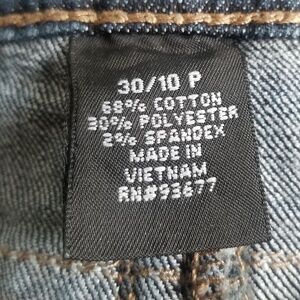 30/10 P
68% COTTON
30% POLYESTER
2% SPANDEX
MADE IN
VIETNAM
RN#93677